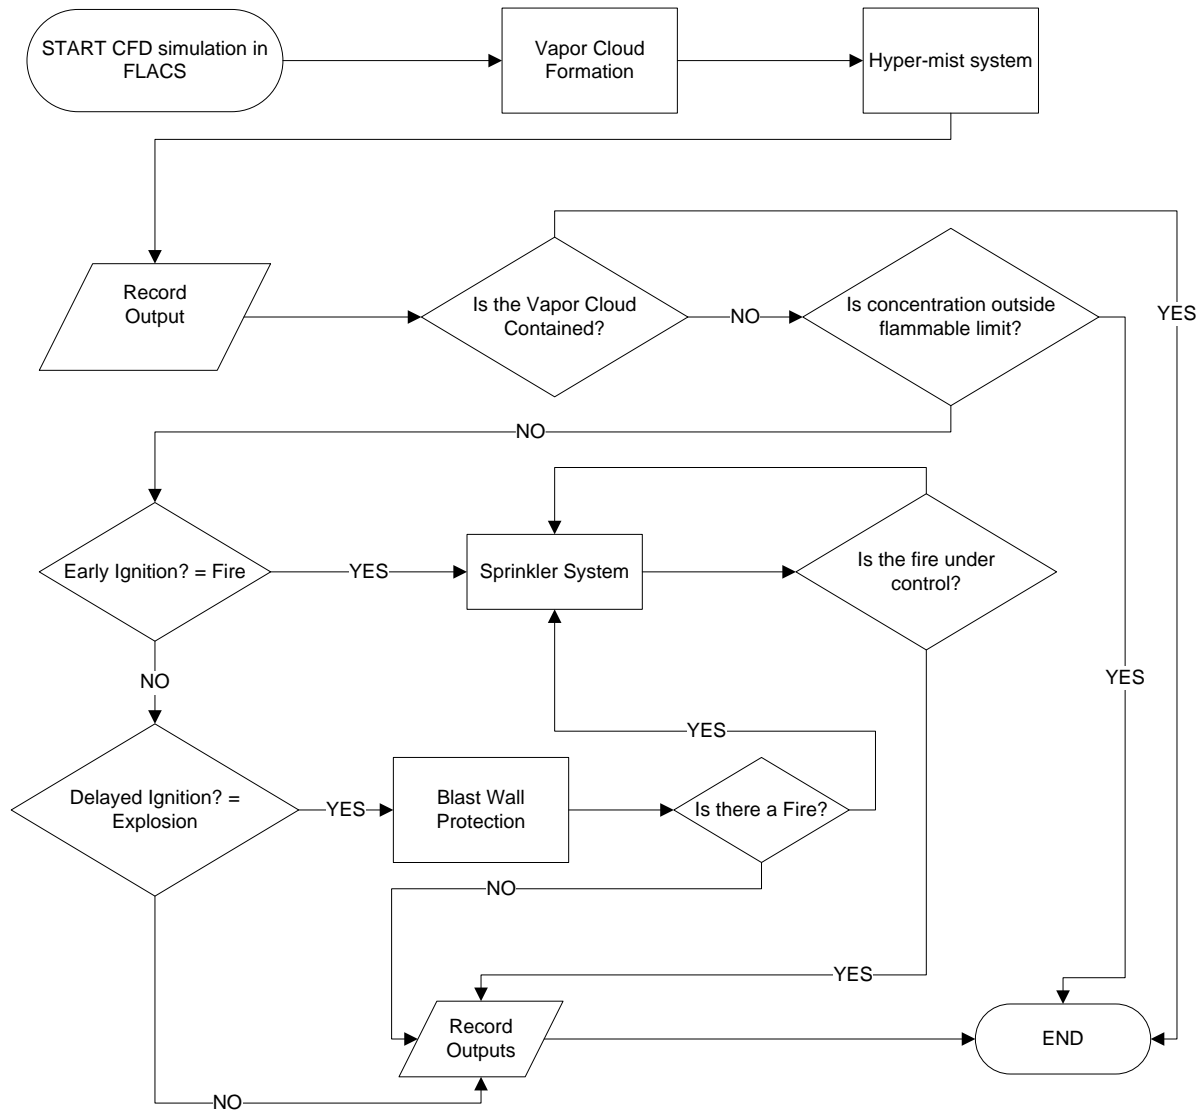 START CFD simulation in
FLACS
Vapor Cloud
Formation
Hyper-mist system
Record
Output
Is the Vapor Cloud
Contained?
NO
Is concentration outside
flammable limit?
YES
NO
Early Ignition? = Fire
YES
Sprinkler System
Is the fire under
control?
YES
NO
YES
Delayed Ignition? =
Explosion
YES
Blast Wall
Protection
Is there a Fire?
NO
YES
Record
Outputs
END
NO